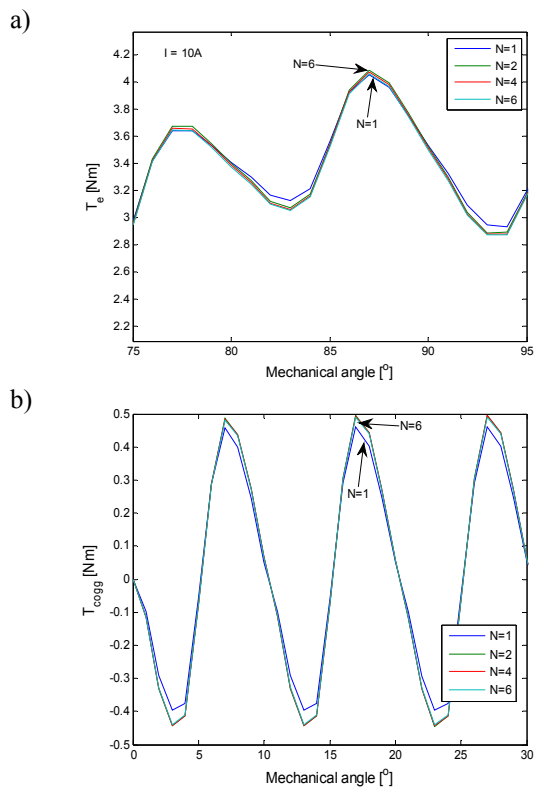 a)
I = 10A
N=6
N=1
N=1
N=2
N=4
N=6
4.2
4
3.8
3.6
3.4
3.2
3
2.8
2.6
2.4
2.2
T_e [Nm]
75
80
85
90
95
Mechanical angle [°]
b)
N=6
N=1
N=1
N=2
N=4
N=6
0.5
0.4
0.3
0.2
0.1
0
-0.1
-0.2
-0.3
-0.4
-0.5
T_cogg [Nm]
0
5
10
15
20
25
30
Mechanical angle [°]